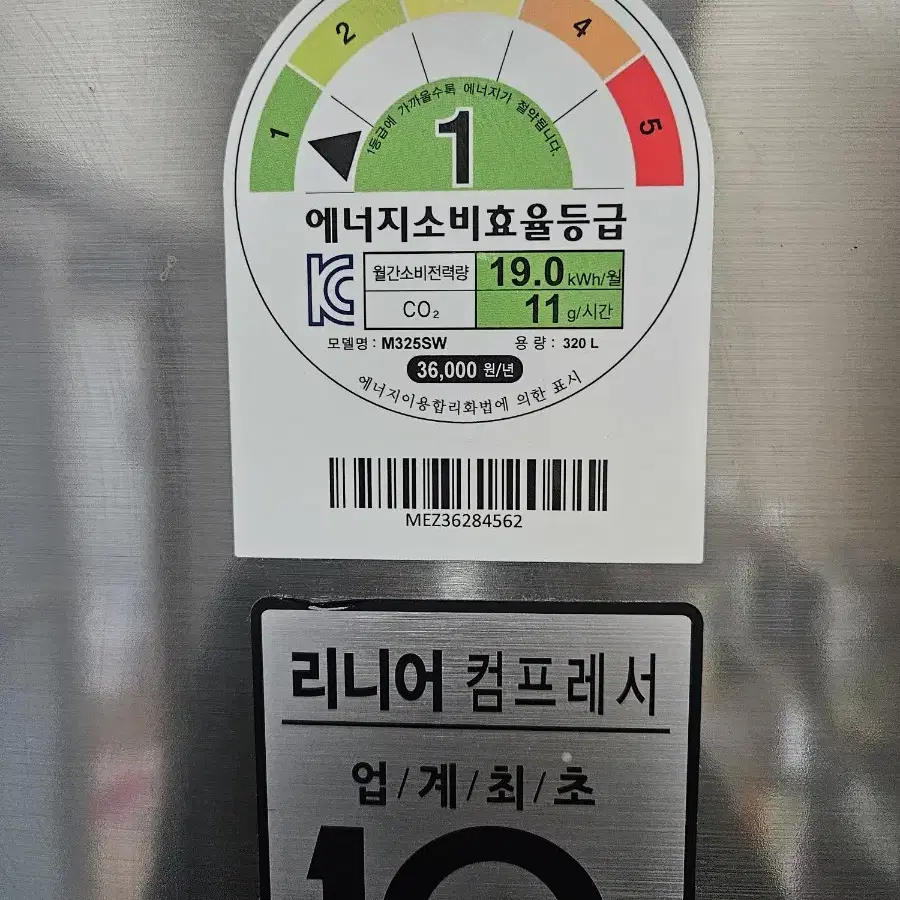 2
4
1
5
1등급에 가까울수록 에너지가 절약됩니다.
1
에너지소비효율등급
월간소비전력량 19.0 kWh/월
CO₂ 11 g/시간
모델명 : M325SW 용 량 : 320 L
36,000 원/년
에너지이용합리화법에 의한 표시
MEZ36284562
리니어 컴프레서
업/계/최/초